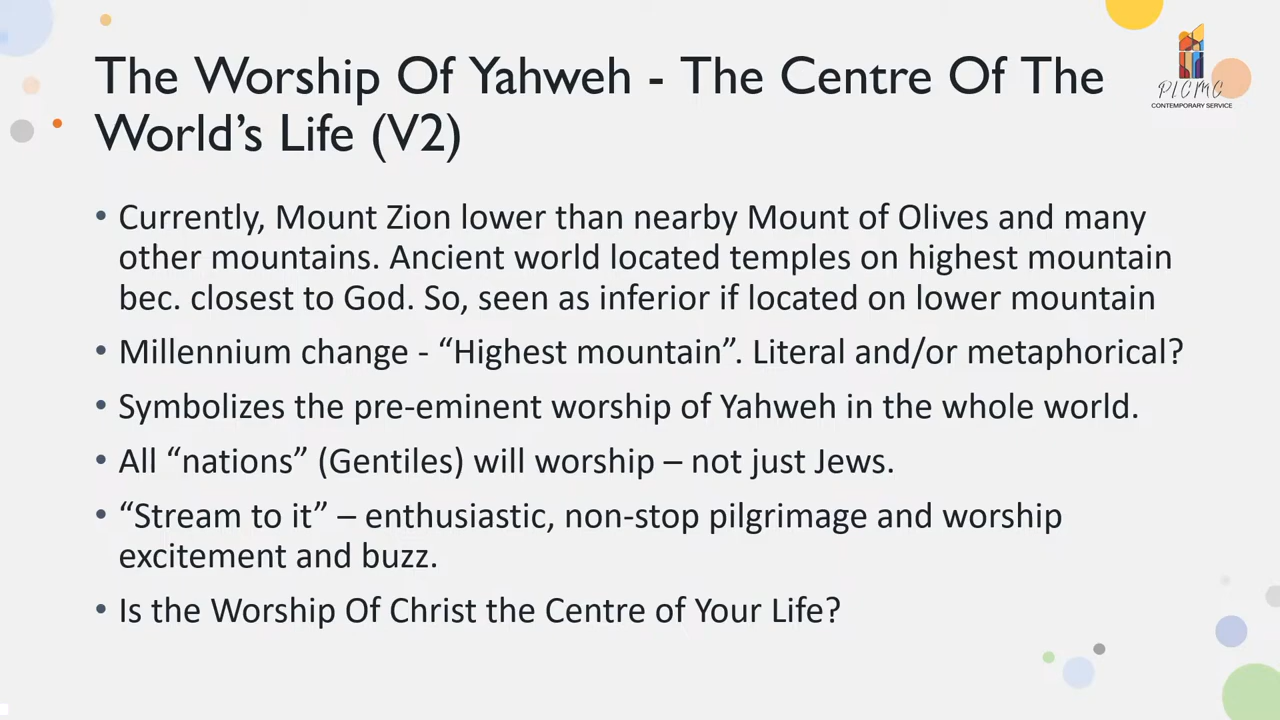 The Worship Of Yahweh - The Centre Of The
World’s Life (V2)
PLCMC
CONTEMPORARY SERVICE
• Currently, Mount Zion lower than nearby Mount of Olives and many
other mountains. Ancient world located temples on highest mountain
bec. closest to God. So, seen as inferior if located on lower mountain
• Millennium change - “Highest mountain”. Literal and/or metaphorical?
• Symbolizes the pre-eminent worship of Yahweh in the whole world.
• All “nations” (Gentiles) will worship – not just Jews.
• “Stream to it” – enthusiastic, non-stop pilgrimage and worship
excitement and buzz.
• Is the Worship Of Christ the Centre of Your Life?